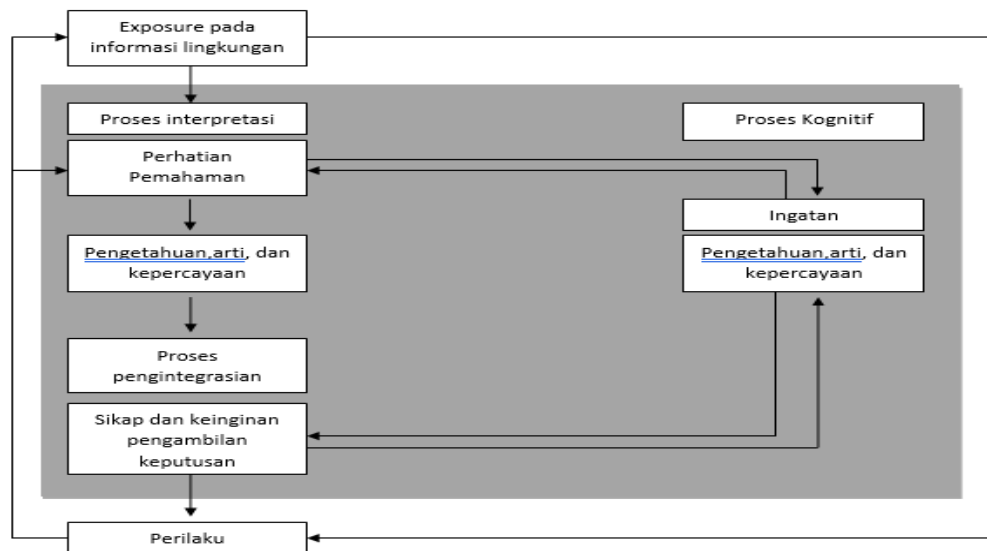 Exposure pada
informasi lingkungan
Proses interpretasi
Proses Kognitif
Perhatian
Pemahaman
Ingatan
Pengetahuan,arti, dan
kepercayaan
Pengetahuan,arti, dan
kepercayaan
Proses
pengintegrasian
Sikap dan keinginan
pengambilan
keputusan
Perilaku